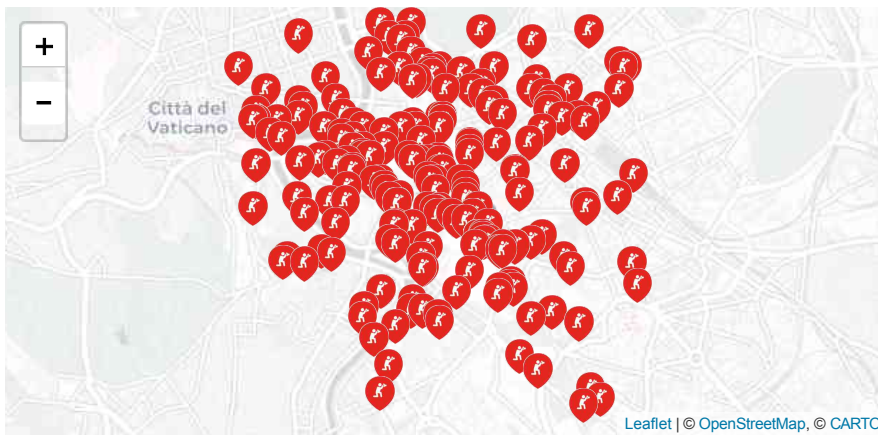 +
−
Città del
Vaticano
Leaflet | © OpenStreetMap, © CARTO